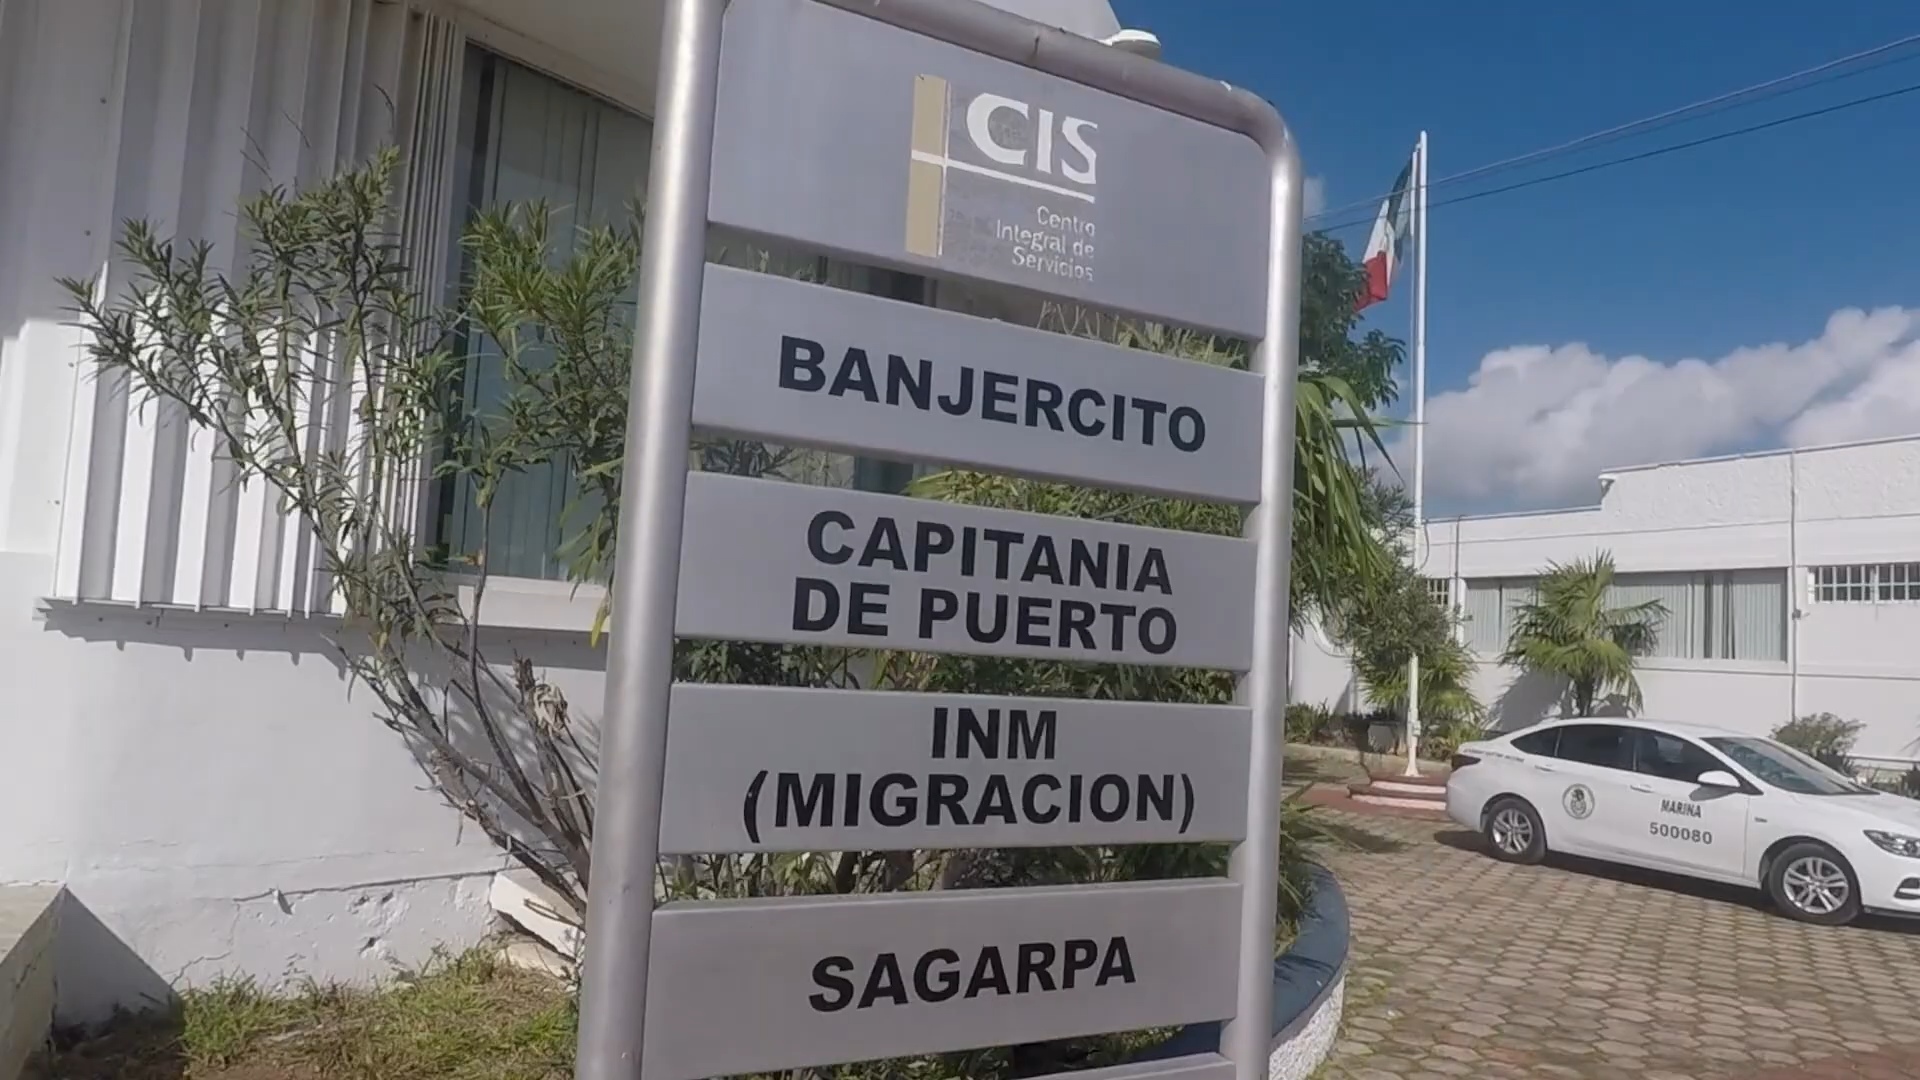 CIS
Centro
Integral de
Servicios
BANJERCITO
CAPITANIA
DE PUERTO
INM
(MIGRACION)
SAGARPA
MARINA
500080